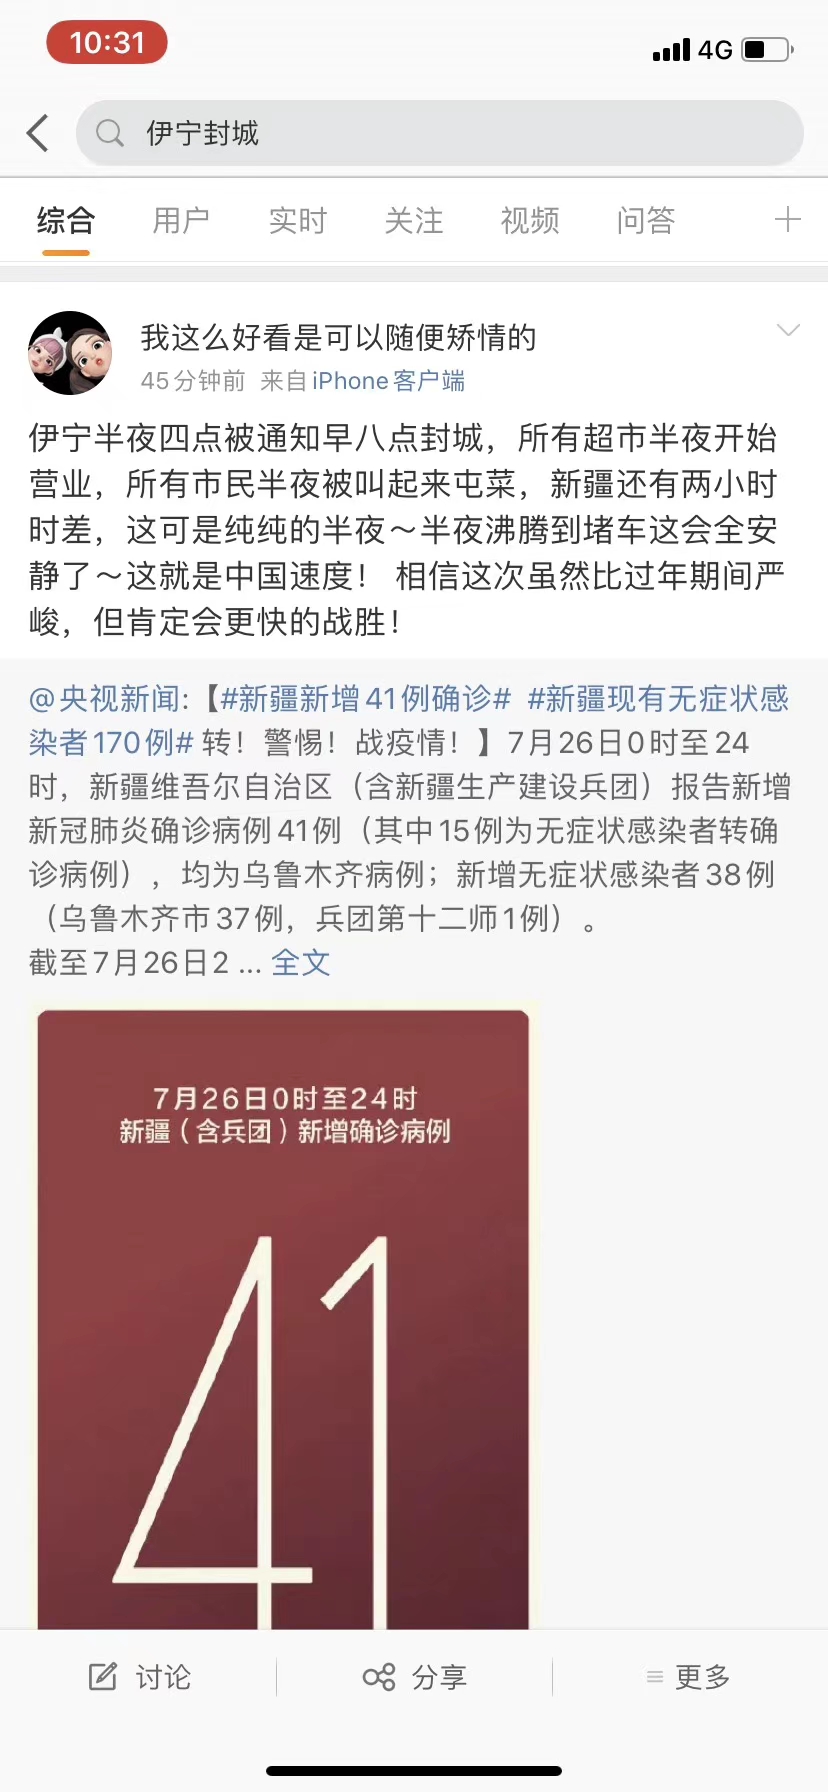 10:31
4G
伊宁封城
综合 用户 实时 关注 视频 问答
我这么好看是可以随便矫情的
45分钟前 来自iPhone客户端
伊宁半夜四点被通知早八点封城，所有超市半夜开始
营业，所有市民半夜被叫起来屯菜，新疆还有两小时
时差，这可是纯纯的半夜～半夜沸腾到堵车这会全安
静了～这就是中国速度！ 相信这次虽然比过年期间严
峻，但肯定会更快的战胜！
@央视新闻:【#新疆新增41例确诊# #新疆现有无症状感
染者170例# 转！警惕！战疫情！】7月26日0时至24
时，新疆维吾尔自治区（含新疆生产建设兵团）报告新增
新冠肺炎确诊病例41例（其中15例为无症状感染者转确
诊病例），均为乌鲁木齐病例；新增无症状感染者38例
（乌鲁木齐市37例，兵团第十二师1例）。
截至7月26日2 ... 全文
7月26日0时至24时
新疆（含兵团）新增确诊病例
41
讨论 分享 更多